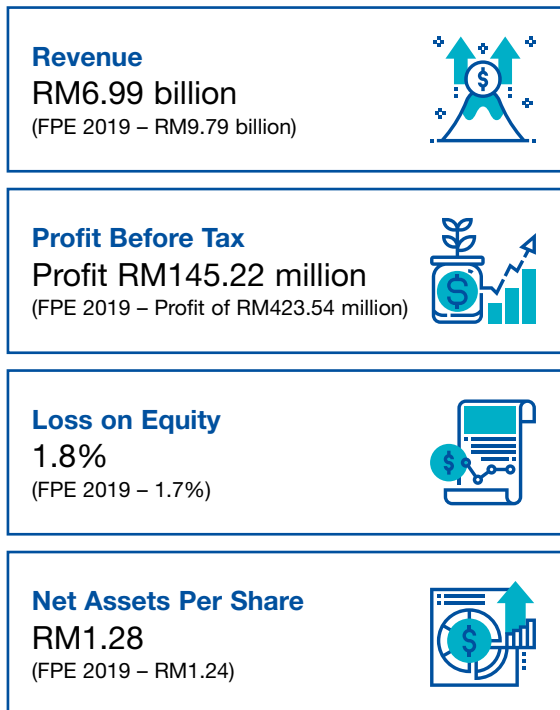 Revenue
RM6.99 billion
(FPE 2019 – RM9.79 billion)
Profit Before Tax
Profit RM145.22 million
(FPE 2019 – Profit of RM423.54 million)
Loss on Equity
1.8%
(FPE 2019 – 1.7%)
Net Assets Per Share
RM1.28
(FPE 2019 – RM1.24)